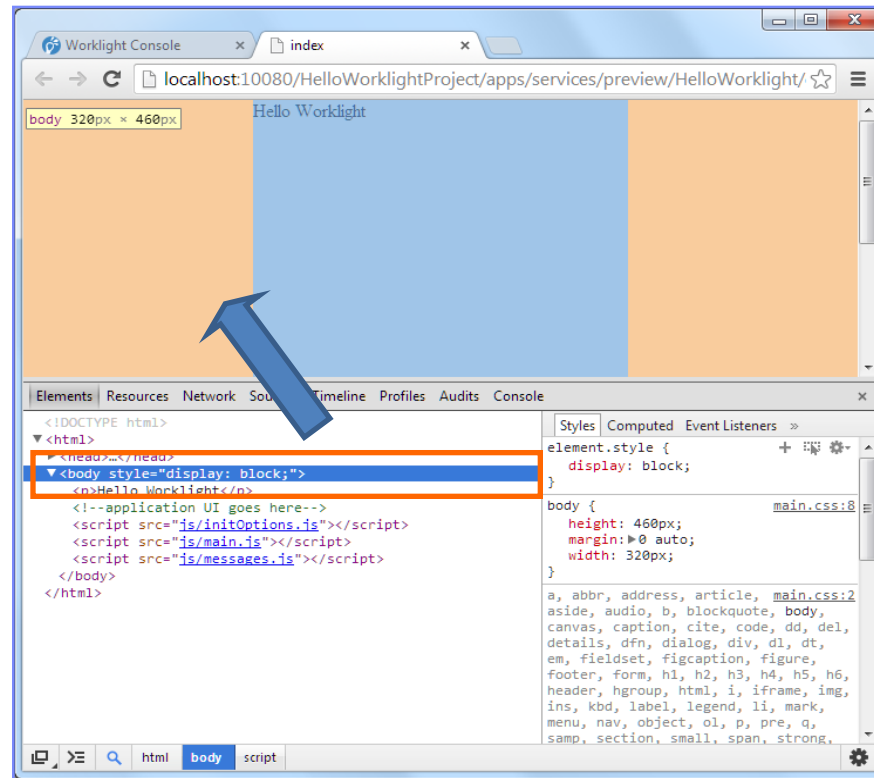 Worklight Console × index ×
localhost:10080/HelloWorklightProject/apps/services/preview/HelloWorklight/
body 320px × 460px
Hello Worklight
Elements Resources Network Timeline Profiles Audits Console ×
<!DOCTYPE html>
▼<html>
▶<head>…</head>
▼<body style="display: block;">
<p>Hello Worklight</p>
<!--application UI goes here-->
<script src="js/initOptions.js"></script>
<script src="js/main.js"></script>
<script src="js/messages.js"></script>
</body>
</html>
Styles Computed Event Listeners »
element.style {
display: block;
}
body { main.css:8
height: 460px;
margin:▶0 auto;
width: 320px;
}
a, abbr, address, article, main.css:2
aside, audio, b, blockquote, body,
canvas, caption, cite, code, dd, del,
details, dfn, dialog, div, dl, dt,
em, fieldset, figcaption, figure,
footer, form, h1, h2, h3, h4, h5, h6,
header, hgroup, html, i, iframe, img,
ins, kbd, label, legend, li, mark,
menu, nav, object, ol, p, pre, q,
samp, section, small, span, strong,
html body script